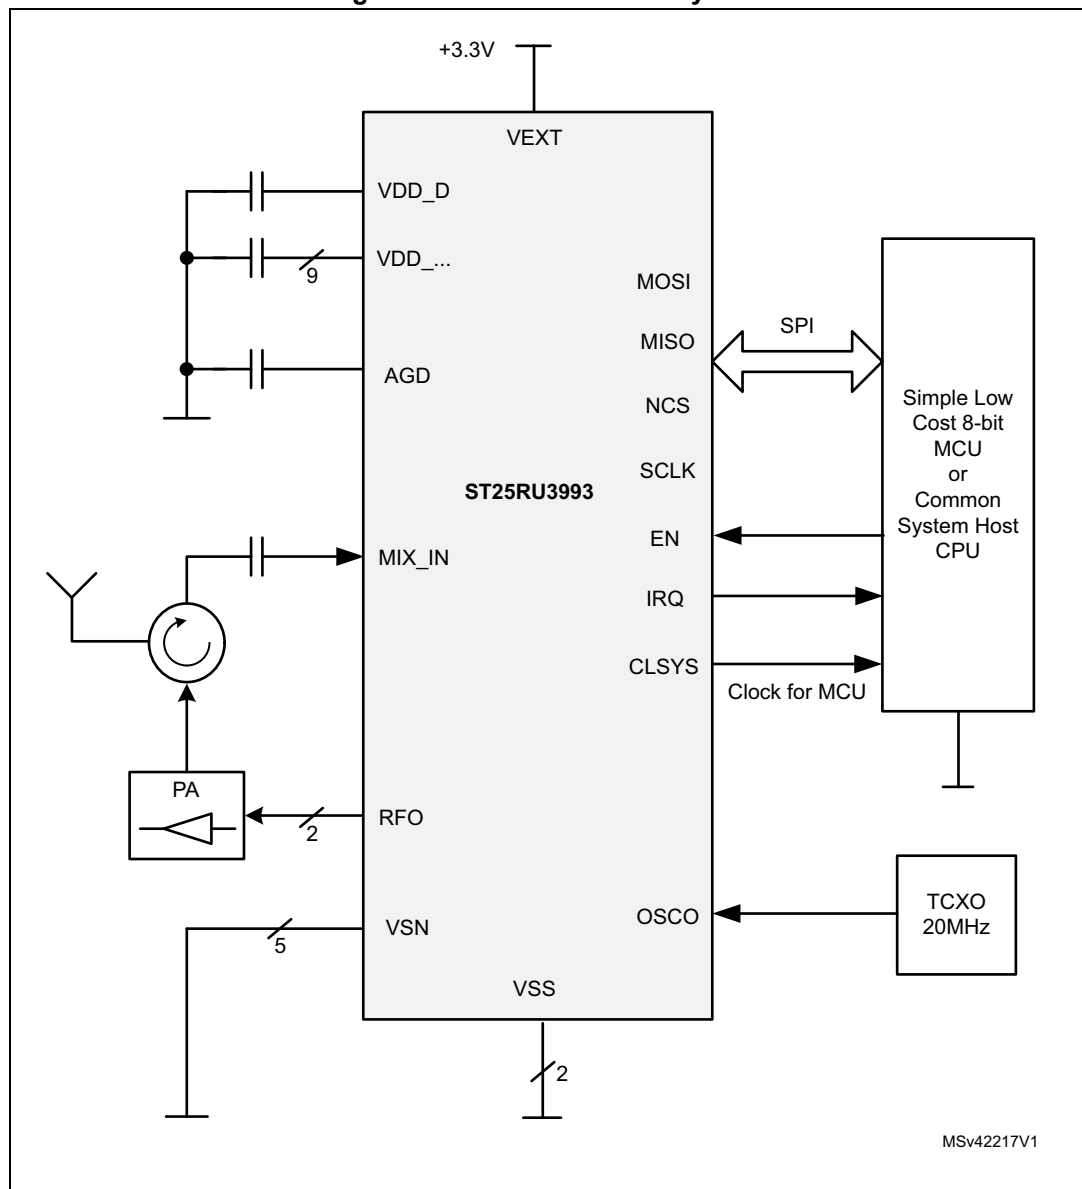 +3.3V
VEXT
VDD_D
VDD_...
9
AGD
MIX_IN
PA
RFO
2
VSN
5
VSS
2
ST25RU3993
MOSI
MISO
NCS
SCLK
EN
IRQ
CLSYS
OSCO
SPI
Clock for MCU
Simple Low
Cost 8-bit
MCU
or
Common
System Host
CPU
TCXO
20MHz
MSv42217V1